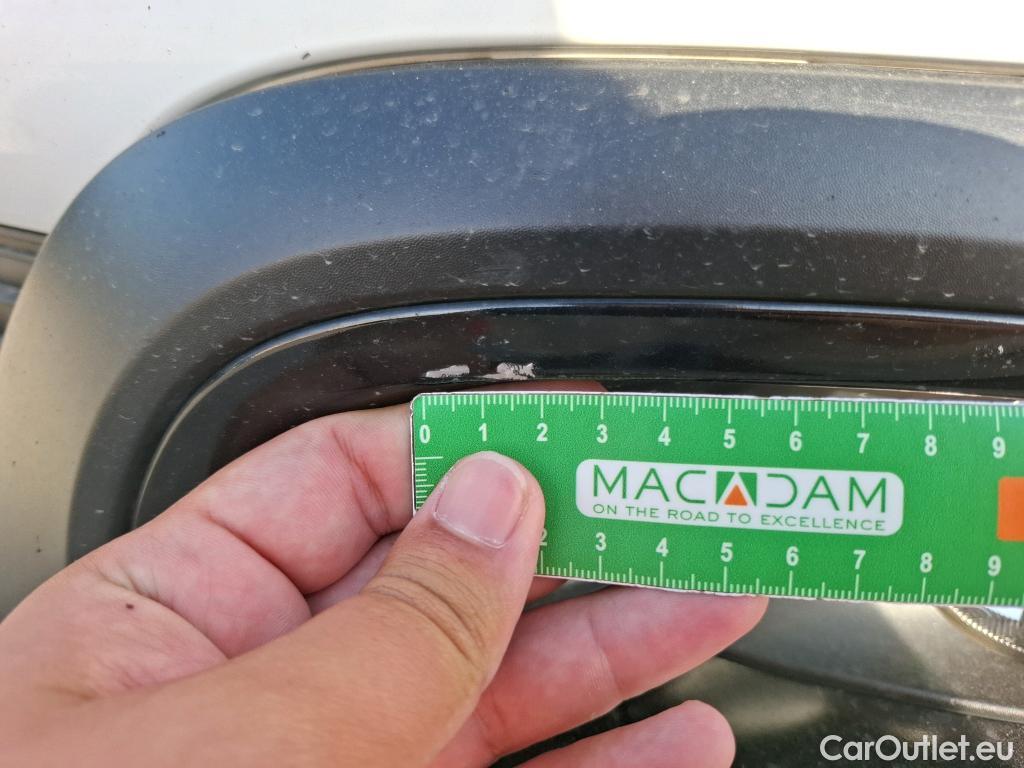 0 1 2 3 4 5 6 7 8 9
MACADAM
ON THE ROAD TO EXCELLENCE
2 3 4 5 6 7 8 9
CarOutlet.eu